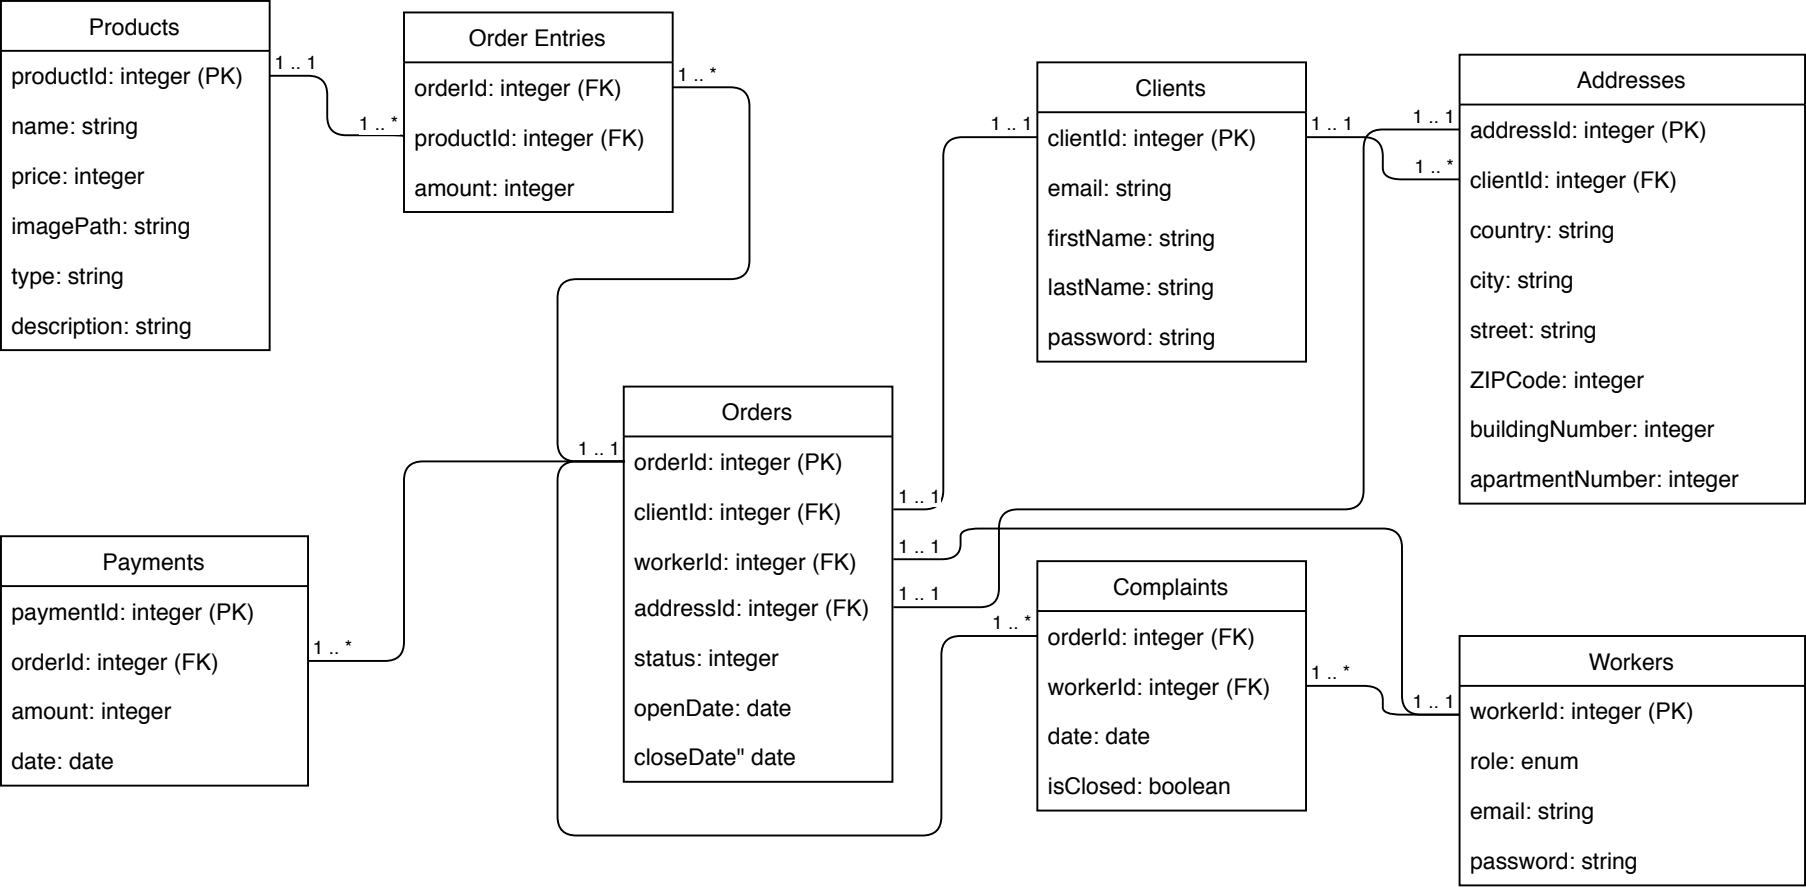 Products
productId: integer (PK)
name: string
price: integer
imagePath: string
type: string
description: string
1 .. 1
1 .. *
Order Entries
orderId: integer (FK)
productId: integer (FK)
amount: integer
1 .. *
Clients
clientId: integer (PK)
email: string
firstName: string
lastName: string
password: string
1 .. 1
1 .. 1
1 .. 1
1 .. *
Addresses
addressId: integer (PK)
clientId: integer (FK)
country: string
city: string
street: string
ZIPCode: integer
buildingNumber: integer
apartmentNumber: integer
Orders
1 .. 1
orderId: integer (PK)
clientId: integer (FK)
workerId: integer (FK)
addressId: integer (FK)
status: integer
openDate: date
closeDate" date
1 .. 1
1 .. 1
1 .. 1
Payments
paymentId: integer (PK)
orderId: integer (FK)
amount: integer
date: date
1 .. *
Complaints
1 .. *
orderId: integer (FK)
workerId: integer (FK)
date: date
isClosed: boolean
1 .. *
1 .. 1
Workers
workerId: integer (PK)
role: enum
email: string
password: string